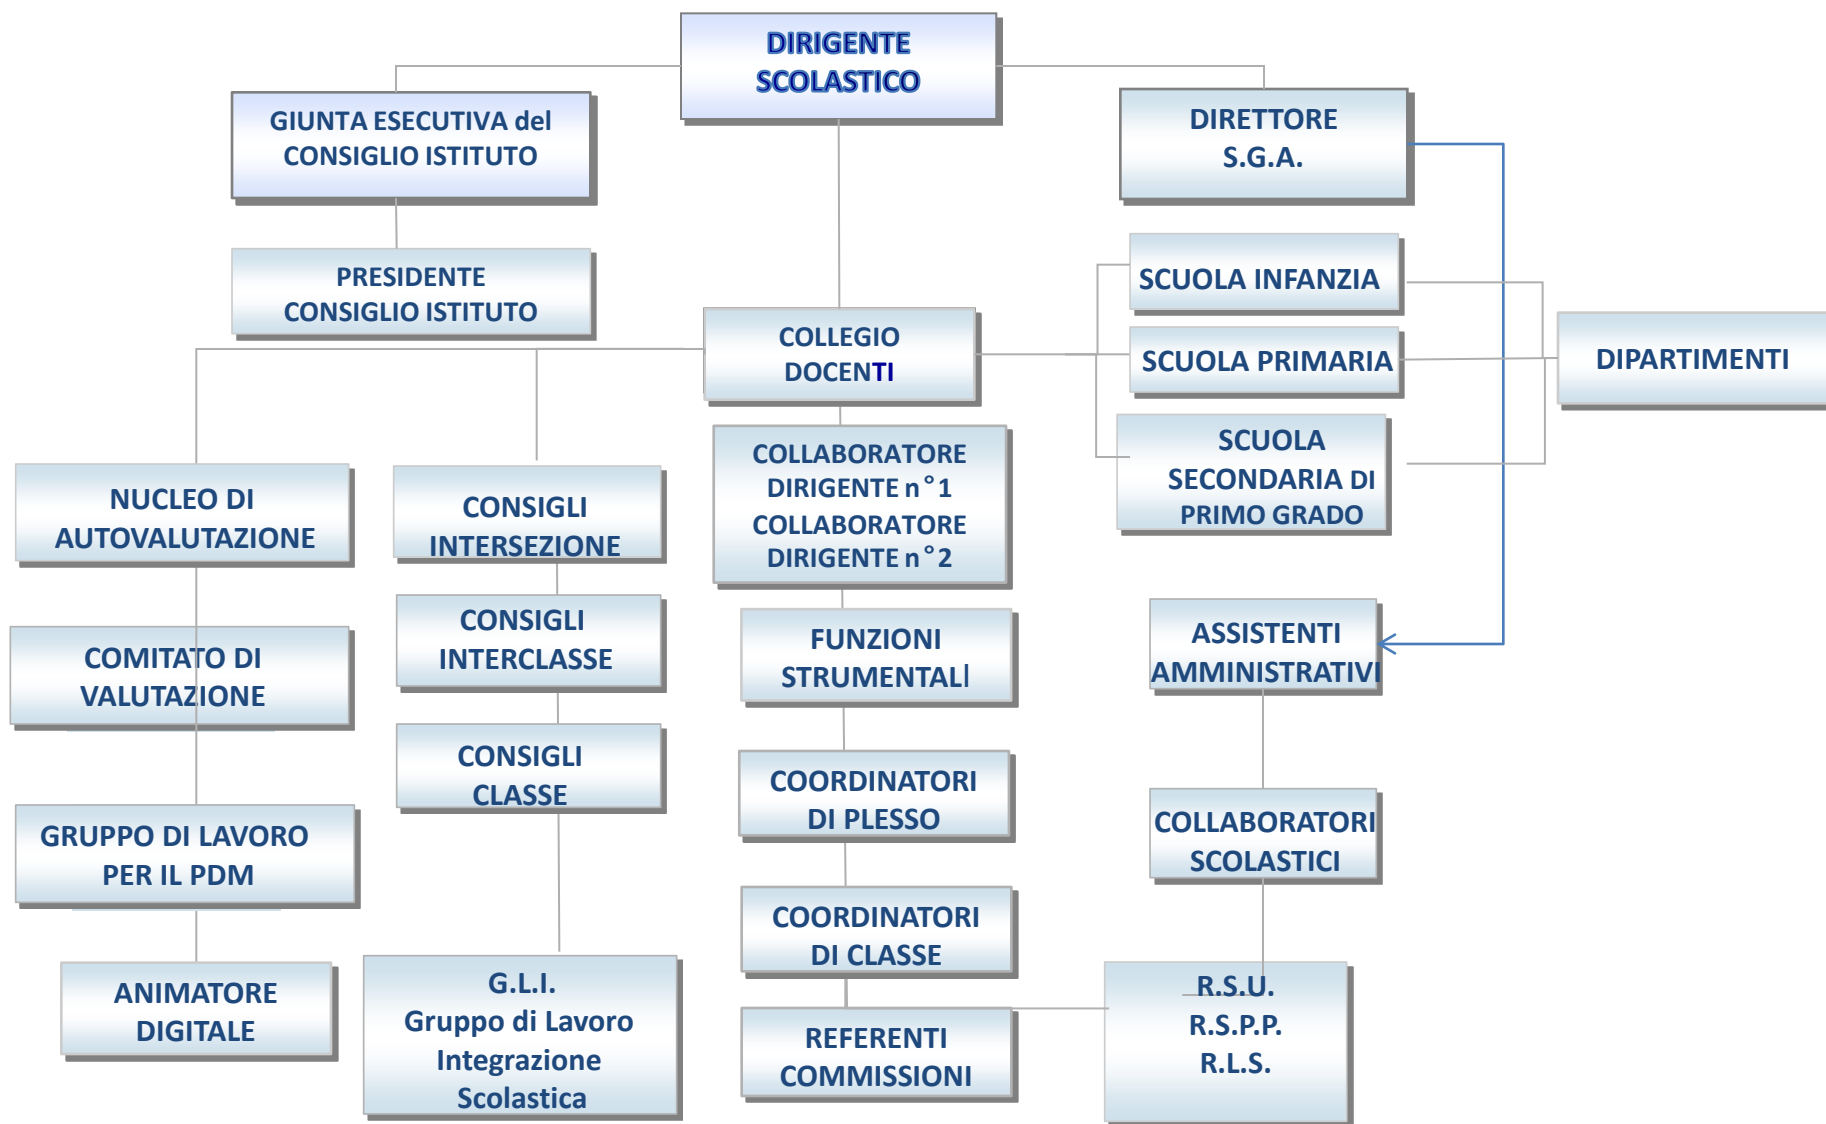 DIRIGENTE
SCOLASTICO
GIUNTA ESECUTIVA del
CONSIGLIO ISTITUTO
DIRETTORE
S.G.A.
PRESIDENTE
CONSIGLIO ISTITUTO
SCUOLA INFANZIA
COLLEGIO
DOCENTI
SCUOLA PRIMARIA
DIPARTIMENTI
SCUOLA
SECONDARIA DI
PRIMO GRADO
NUCLEO DI
AUTOVALUTAZIONE
CONSIGLI
INTERSEZIONE
COLLABORATORE
DIRIGENTE n°1
COLLABORATORE
DIRIGENTE n°2
COMITATO DI
VALUTAZIONE
CONSIGLI
INTERCLASSE
FUNZIONI
STRUMENTALI
ASSISTENTI
AMMINISTRATIVI
CONSIGLI
CLASSE
COORDINATORI
DI PLESSO
GRUPPO DI LAVORO
PER IL PDM
COLLABORATORI
SCOLASTICI
COORDINATORI
DI CLASSE
ANIMATORE
DIGITALE
G.L.I.
Gruppo di Lavoro
Integrazione
Scolastica
REFERENTI
COMMISSIONI
R.S.U.
R.S.P.P.
R.L.S.